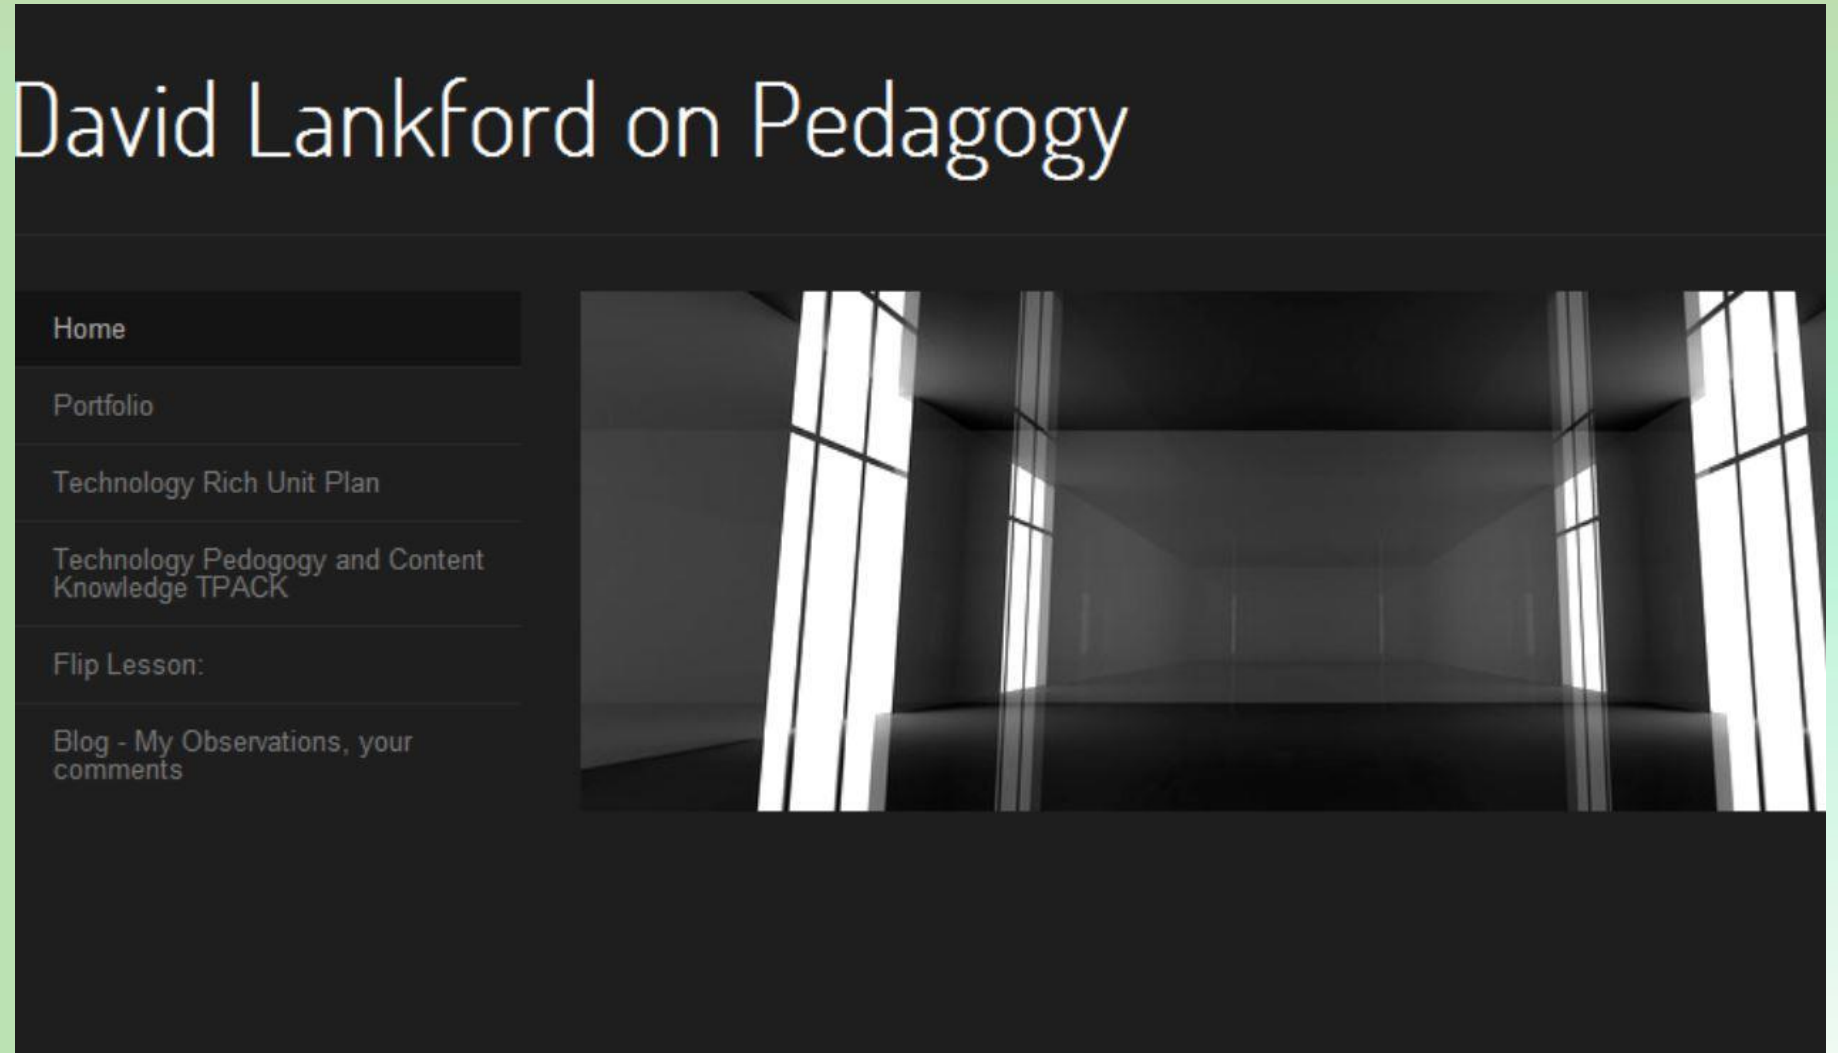 David Lankford on Pedagogy
Home
Portfolio
Technology Rich Unit Plan
Technology Pedogogy and Content
Knowledge TPACK
Flip Lesson:
Blog - My Observations, your
comments